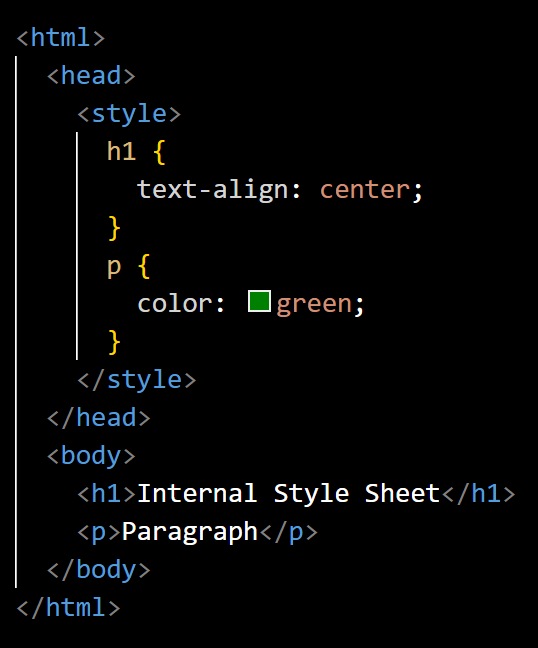 <html>
<head>
<style>
h1 {
text-align: center;
}
p {
color: green;
}
</style>
</head>
<body>
<h1>Internal Style Sheet</h1>
<p>Paragraph</p>
</body>
</html>